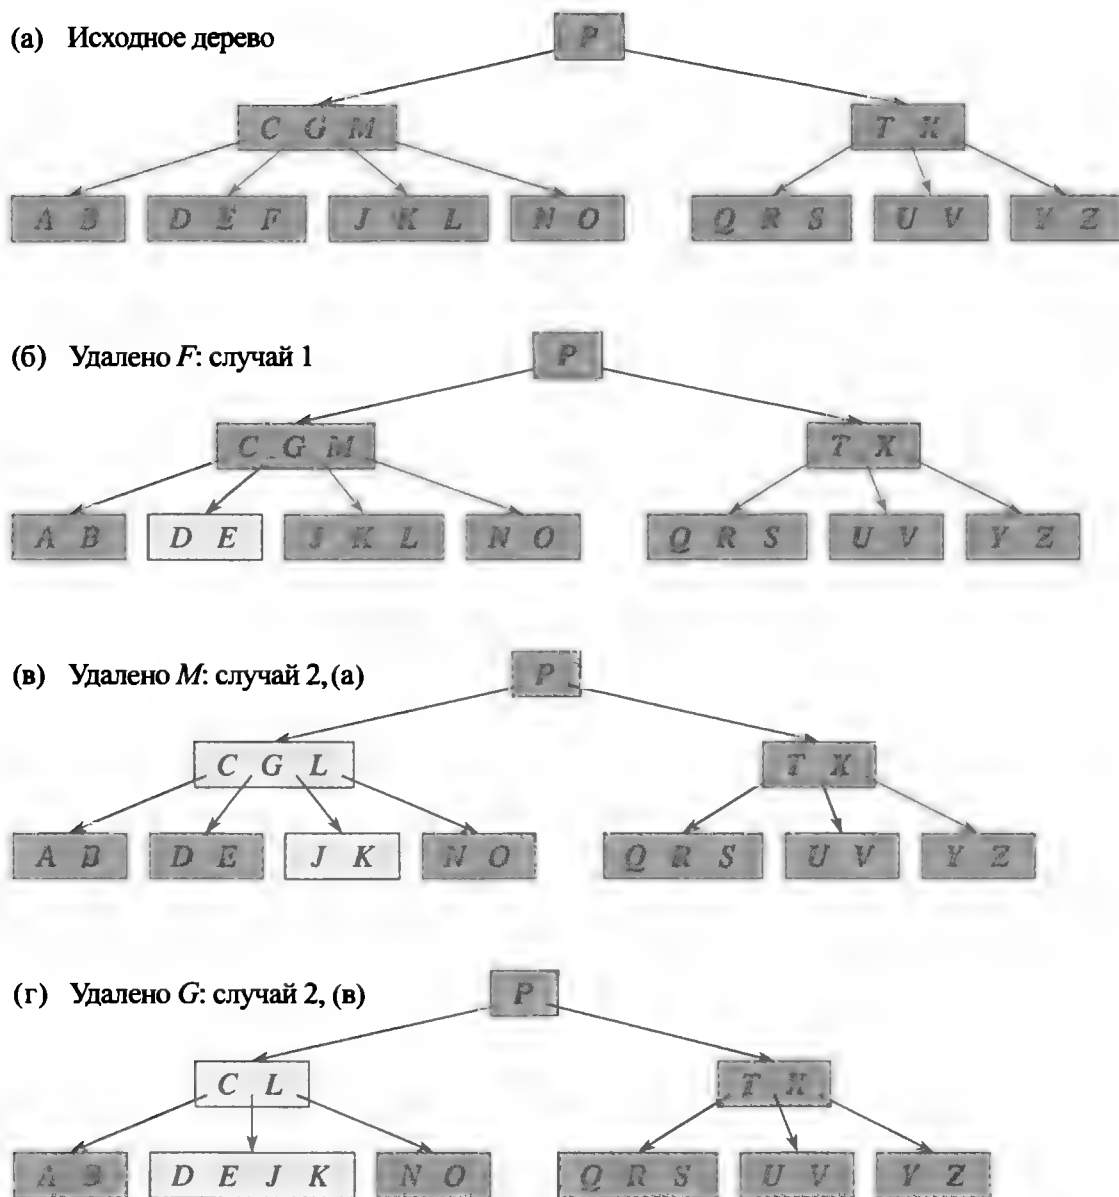 (а) Исходное дерево
P
C G M
T X
A B
D E F
J K L
N O
Q R S
U V
Y Z
(б) Удалено F: случай 1
P
C G M
T X
A B
D E
J K L
N O
Q R S
U V
Y Z
(в) Удалено M: случай 2, (а)
P
C G L
T X
A B
D E
J K
N O
Q R S
U V
Y Z
(г) Удалено G: случай 2, (в)
P
C L
T X
A B
D E J K
N O
Q R S
U V
Y Z